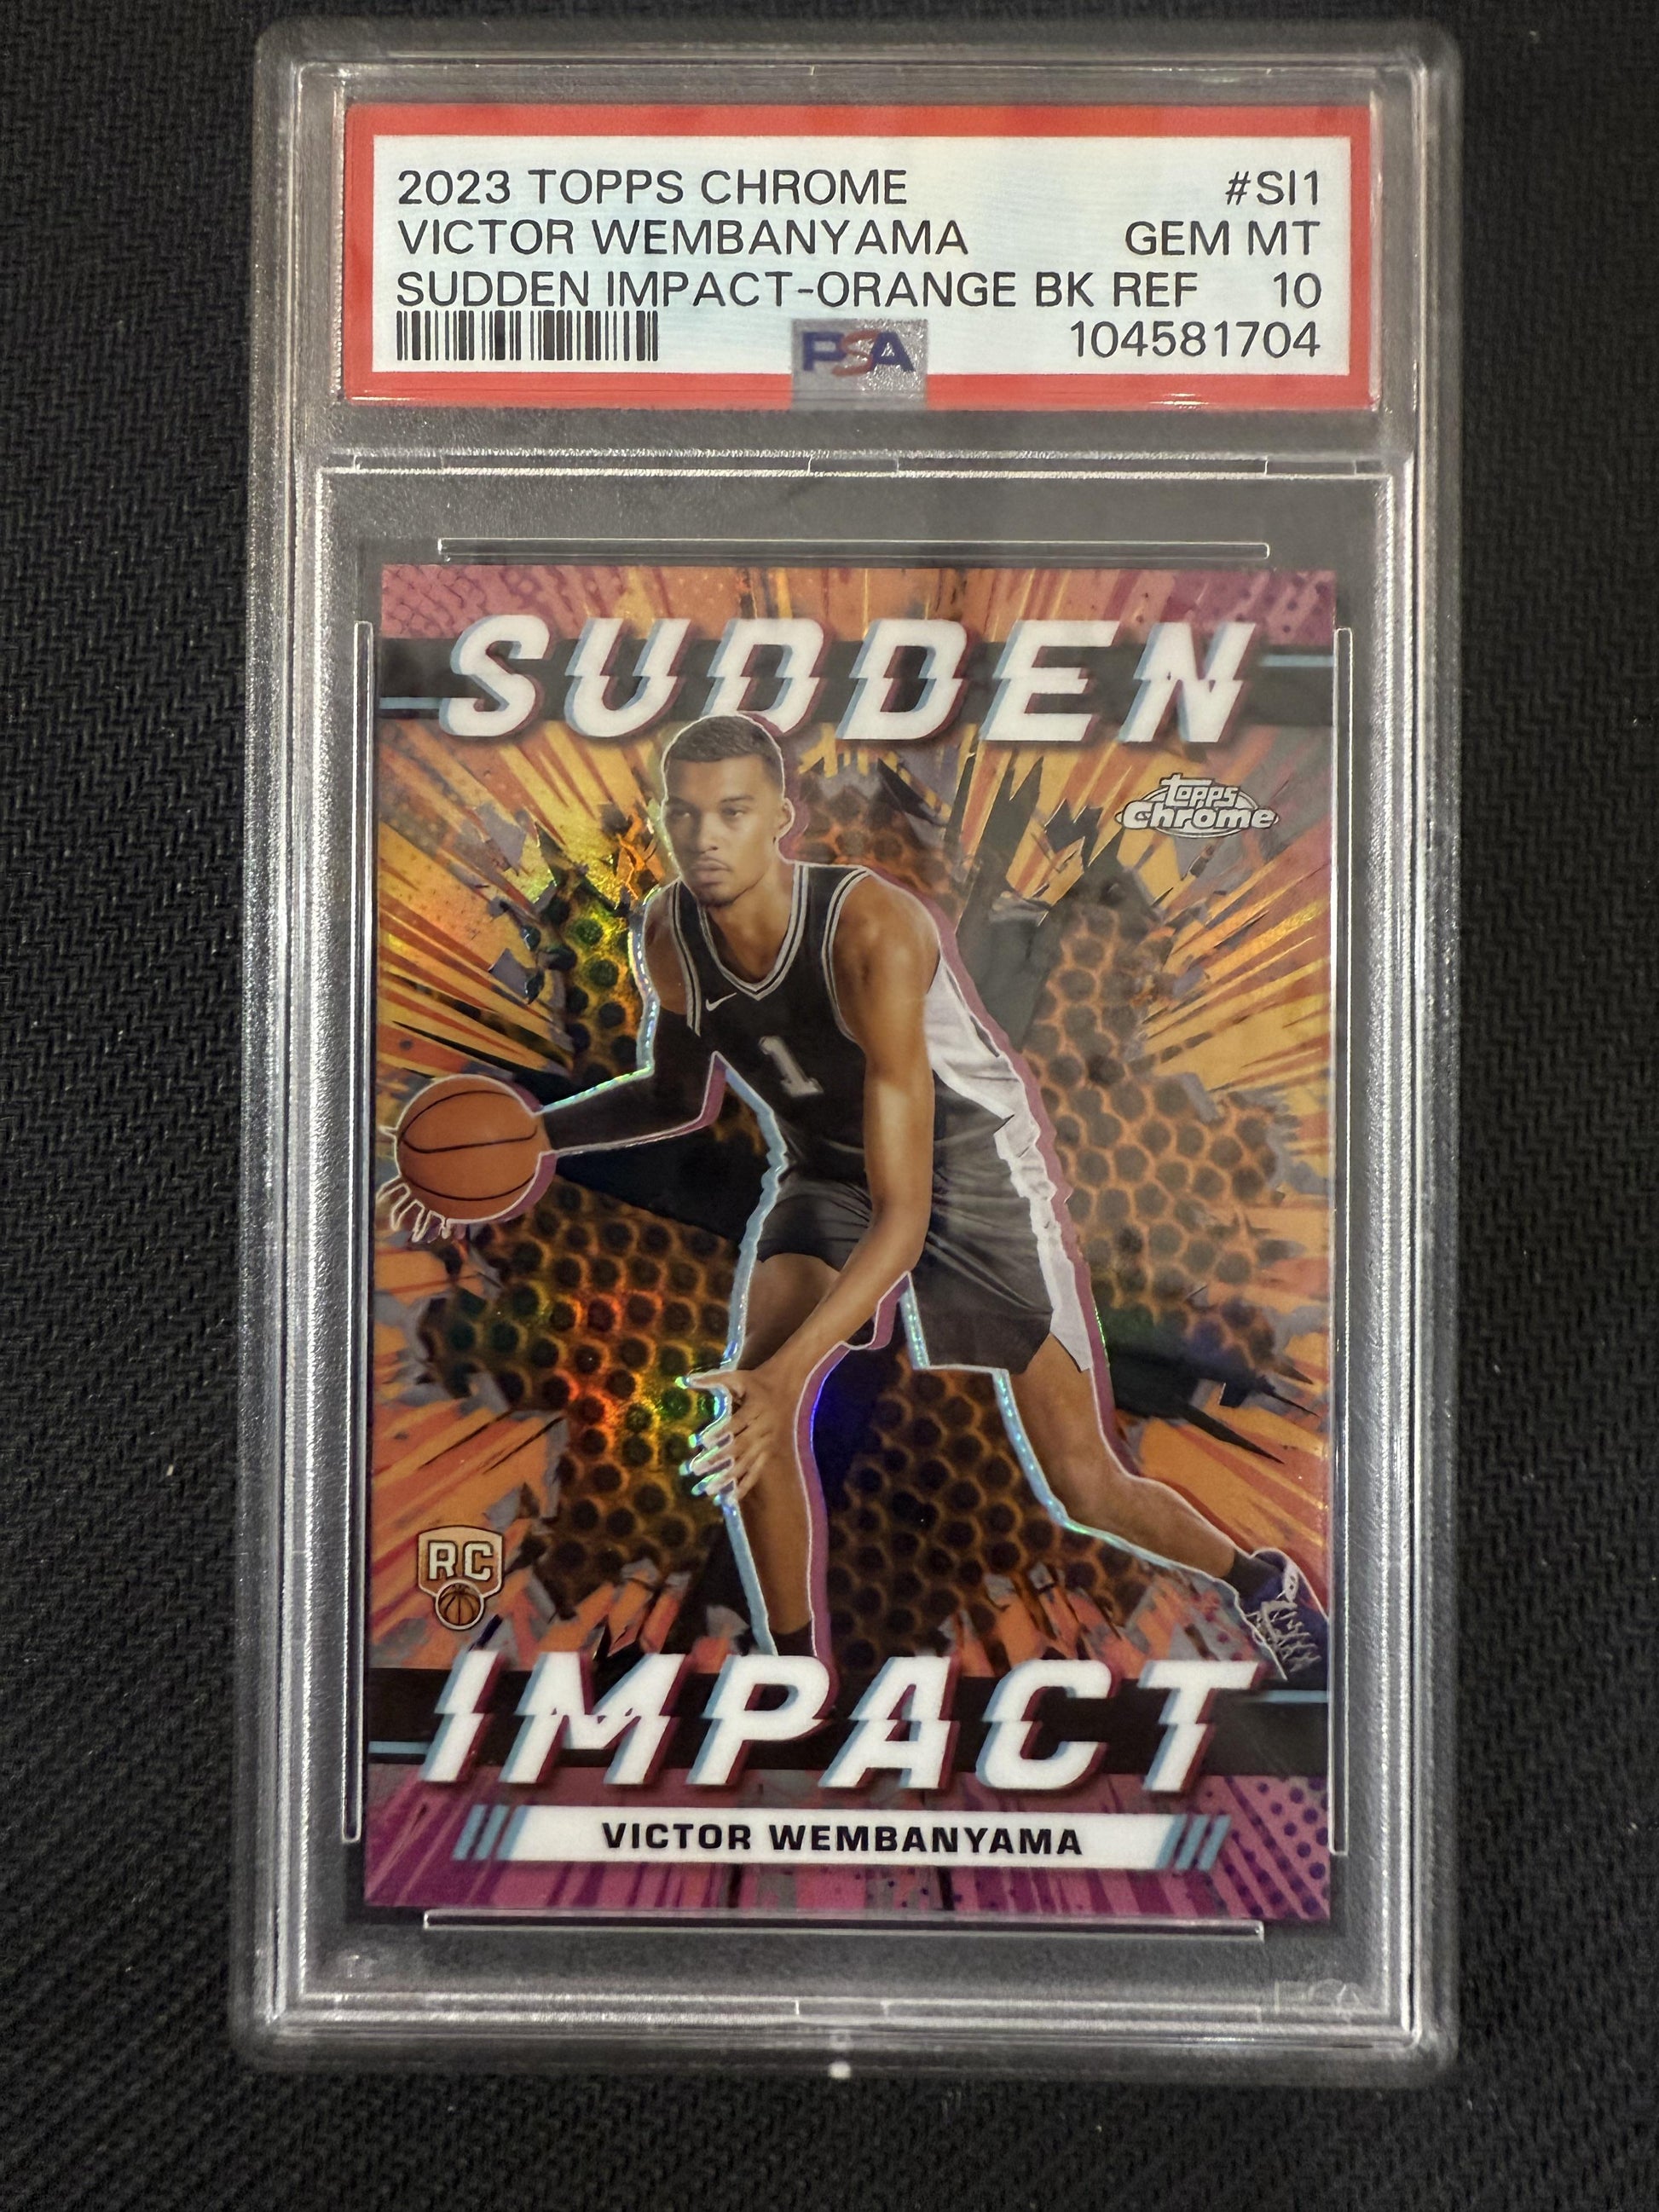 2023 TOPPS CHROME #SI1
VICTOR WEMBANYAMA GEM MT
SUDDEN IMPACT-ORANGE BK REF 10
PSA 104581704
SUDDEN
Topps
Chrome
1
RC
IMPACT
VICTOR WEMBANYAMA
PSA